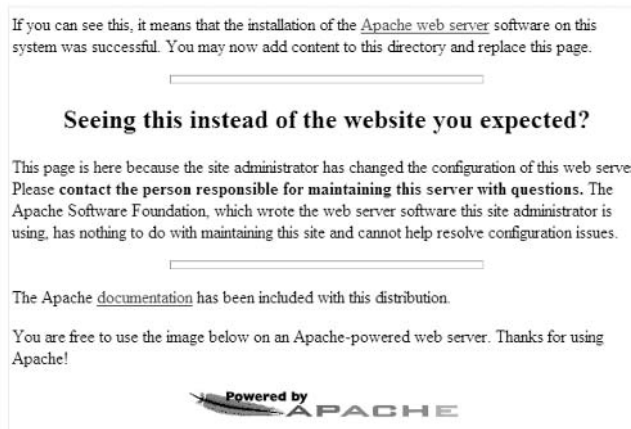 If you can see this, it means that the installation of the Apache web server software on this
system was successful. You may now add content to this directory and replace this page.
Seeing this instead of the website you expected?
This page is here because the site administrator has changed the configuration of this web serve
Please contact the person responsible for maintaining this server with questions. The
Apache Software Foundation, which wrote the web server software this site administrator is
using, has nothing to do with maintaining this site and cannot help resolve configuration issues.
The Apache documentation has been included with this distribution.
You are free to use the image below on an Apache-powered web server. Thanks for using
Apache!
Powered by
APACHE